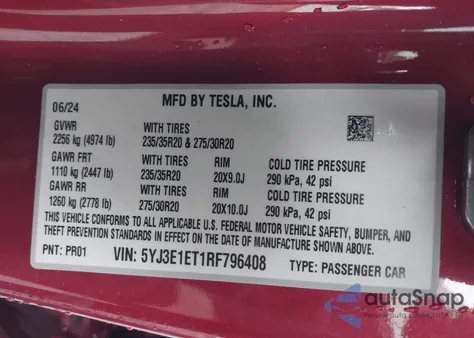 06/24 MFD BY TESLA, INC.
GVWR WITH TIRES
2256 kg (4974 lb) 235/35R20 & 275/30R20
GAWR FRT WITH TIRES RIM COLD TIRE PRESSURE
1110 kg (2447 lb) 235/35R20 20X9.0J 290 kPa, 42 psi
GAWR RR WITH TIRES RIM COLD TIRE PRESSURE
1260 kg (2778 lb) 275/30R20 20X10.0J 290 kPa, 42 psi
THIS VEHICLE CONFORMS TO ALL APPLICABLE U.S. FEDERAL MOTOR VEHICLE SAFETY, BUMPER, AND
THEFT PREVENTION STANDARDS IN EFFECT ON THE DATE OF MANUFACTURE SHOWN ABOVE.
PNT: PR01 VIN: 5YJ3E1ET1RF796408 TYPE: PASSENGER CAR
autoSnap